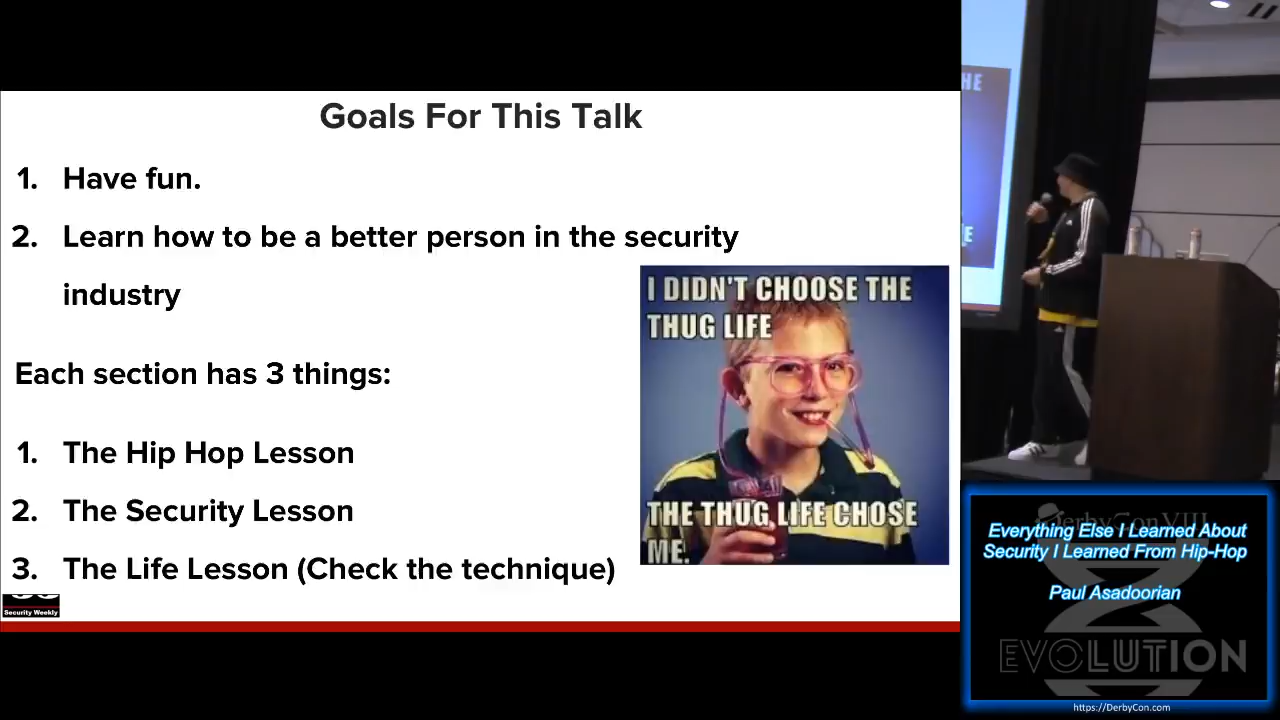 Goals For This Talk
1. Have fun.
2. Learn how to be a better person in the security
industry
Each section has 3 things:
1. The Hip Hop Lesson
2. The Security Lesson
3. The Life Lesson (Check the technique)
I DIDN'T CHOOSE THE
THUG LIFE
THE THUG LIFE CHOSE
ME.
Security Weekly
HE
E
DerbyCon VIII
Everything Else I Learned About
Security I Learned From Hip-Hop
Paul Asadoorian
EVOLUTION
https://DerbyCon.com